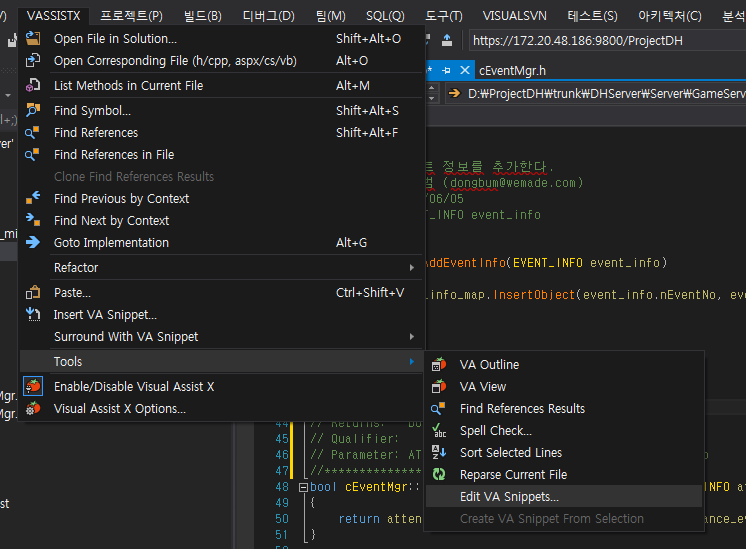 VASSISTX 프로젝트(P) 빌드(B) 디버그(D) 팀(M) SQL(Q) 도구(T) VISUALSVN 테스트(S) 아키텍처(C)
Open File in Solution... Shift+Alt+O
https://172.20.48.186:9800/ProjectDH
Open Corresponding File (h/cpp, aspx/cs/vb) Alt+O
cEventMgr.h
List Methods in Current File Alt+M
D:₩ProjectDH₩trunk₩DHServer₩Server₩GameServ
Find Symbol... Shift+Alt+S
Find References Shift+Alt+F
Find References in File
트 정보를 추가한다.
Clone Find References Results
(dongbum@wemade.com)
Find Previous by Context
/06/05
Find Next by Context
T_INFO event_info
Goto Implementation Alt+G
Refactor
AddEventInfo(EVENT_INFO event_info)
Paste... Ctrl+Shift+V
_info_map.InsertObject(event_info.nEventNo, ev
Insert VA Snippet...
Surround With VA Snippet
Tools
VA Outline
Enable/Disable Visual Assist X
VA View
Visual Assist X Options...
Find References Results
44 // Returns:
Spell Check...
45 // Qualifier:
46 // Parameter: AT
Sort Selected Lines
47 //**************
Reparse Current File
48 bool cEventMgr::
INFO at
49 {
Edit VA Snippets...
50 return atten
ance_ev
Create VA Snippet From Selection
51 }